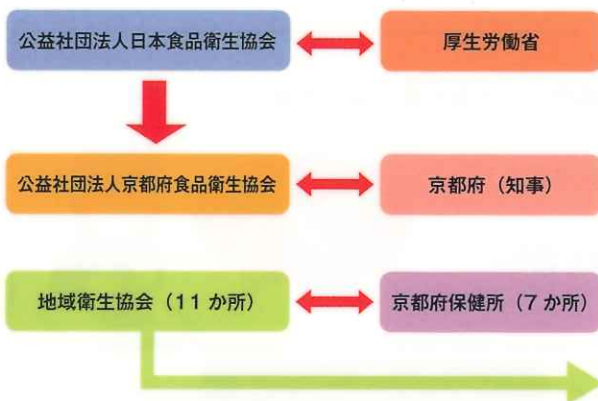 公益社団法人日本食品衛生協会
厚生労働省
公益社団法人京都府食品衛生協会
京都府（知事）
地域衛生協会（11 か所）
京都府保健所（7 か所）